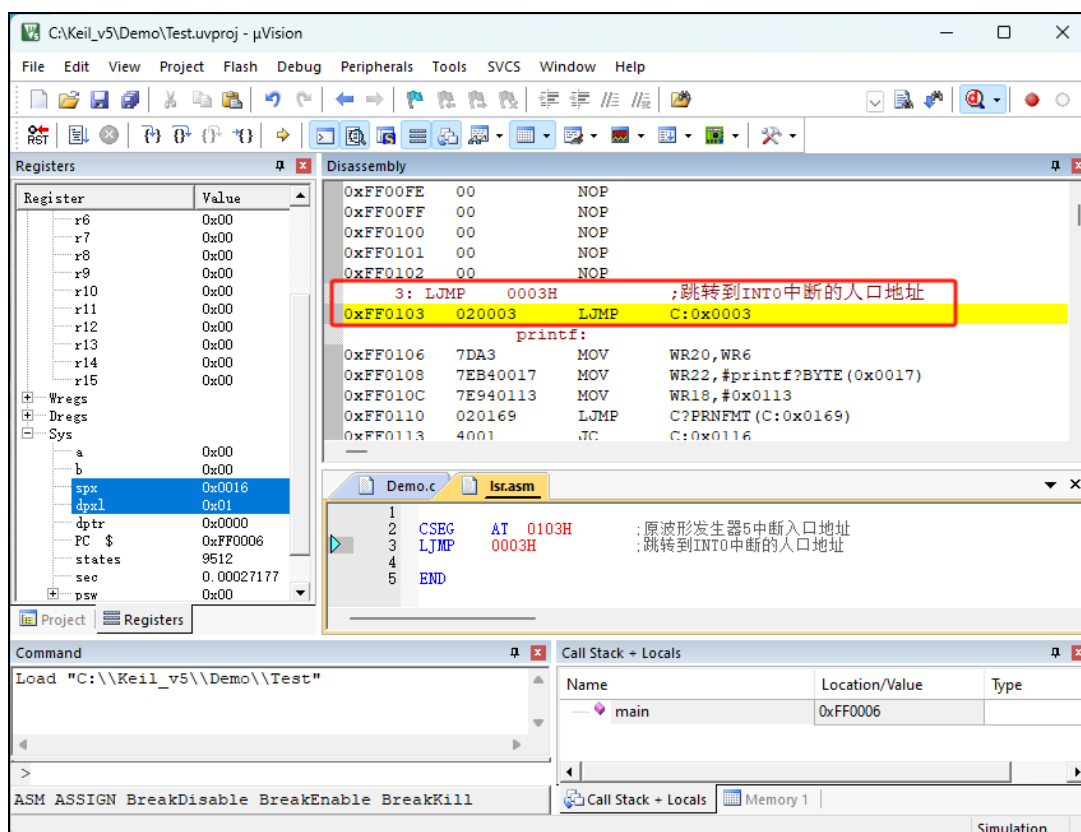 C:\Keil_v5\Demo\Test.uvproj - µVision
File Edit View Project Flash Debug Peripherals Tools SVCS Window Help
RST
Registers
Register Value
r6 0x00
r7 0x00
r8 0x00
r9 0x00
r10 0x00
r11 0x00
r12 0x00
r13 0x00
r14 0x00
r15 0x00
Wregs
Dregs
Sys
a 0x00
b 0x00
spx 0x0016
dpxl 0x01
dptr 0x0000
PC $ 0xFF0006
states 9512
sec 0.00027177
psw 0x00
Project Registers
Disassembly
0xFF00FE 00 NOP
0xFF00FF 00 NOP
0xFF0100 00 NOP
0xFF0101 00 NOP
0xFF0102 00 NOP
3: LJMP 0003H ;跳转到INT0中断的人口地址
0xFF0103 020003 LJMP C:0x0003
printf:
0xFF0106 7DA3 MOV WR20,WR6
0xFF0108 7EB40017 MOV WR22,#printf?BYTE(0x0017)
0xFF010C 7E940113 MOV WR18,#0x0113
0xFF0110 020169 LJMP C?PRNFMT(C:0x0169)
0xFF0113 4001 JC C:0x0116
Demo.c Isr.asm
1
2 CSEG AT 0103H ;原波形发生器5中断入口地址
3 LJMP 0003H ;跳转到INT0中断的人口地址
4
5 END
Command
Load "C:\\Keil_v5\\Demo\\Test"
>
ASM ASSIGN BreakDisable BreakEnable BreakKill
Call Stack + Locals
Name Location/Value Type
main 0xFF0006
Call Stack + Locals Memory 1
Simulation